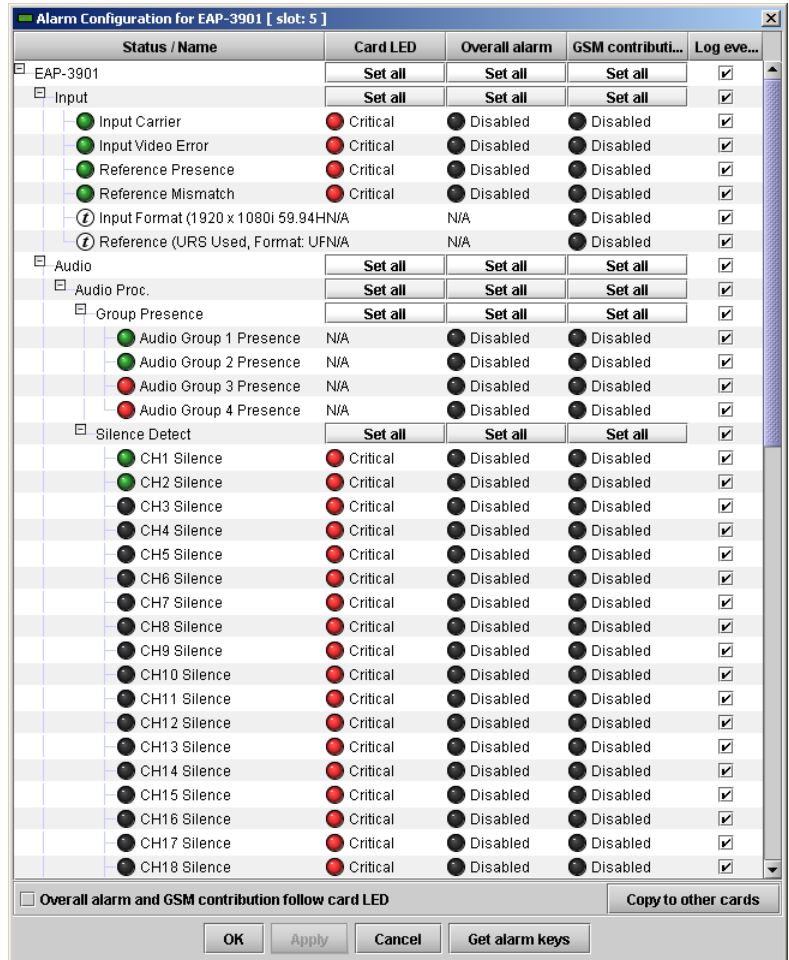 Alarm Configuration for EAP-3901 [ slot: 5 ]
Status / Name Card LED Overall alarm GSM contributi... Log eve...
EAP-3901 Set all Set all Set all
Input Set all Set all Set all
Input Carrier Critical Disabled Disabled
Input Video Error Critical Disabled Disabled
Reference Presence Critical Disabled Disabled
Reference Mismatch Critical Disabled Disabled
t Input Format (1920 x 1080i 59.94H N/A N/A Disabled
t Reference (URS Used, Format: UF N/A N/A Disabled
Audio Set all Set all Set all
Audio Proc. Set all Set all Set all
Group Presence Set all Set all Set all
Audio Group 1 Presence N/A Disabled Disabled
Audio Group 2 Presence N/A Disabled Disabled
Audio Group 3 Presence N/A Disabled Disabled
Audio Group 4 Presence N/A Disabled Disabled
Silence Detect Set all Set all Set all
CH1 Silence Critical Disabled Disabled
CH2 Silence Critical Disabled Disabled
CH3 Silence Critical Disabled Disabled
CH4 Silence Critical Disabled Disabled
CH5 Silence Critical Disabled Disabled
CH6 Silence Critical Disabled Disabled
CH7 Silence Critical Disabled Disabled
CH8 Silence Critical Disabled Disabled
CH9 Silence Critical Disabled Disabled
CH10 Silence Critical Disabled Disabled
CH11 Silence Critical Disabled Disabled
CH12 Silence Critical Disabled Disabled
CH13 Silence Critical Disabled Disabled
CH14 Silence Critical Disabled Disabled
CH15 Silence Critical Disabled Disabled
CH16 Silence Critical Disabled Disabled
CH17 Silence Critical Disabled Disabled
CH18 Silence Critical Disabled Disabled
Overall alarm and GSM contribution follow card LED Copy to other cards
OK Apply Cancel Get alarm keys